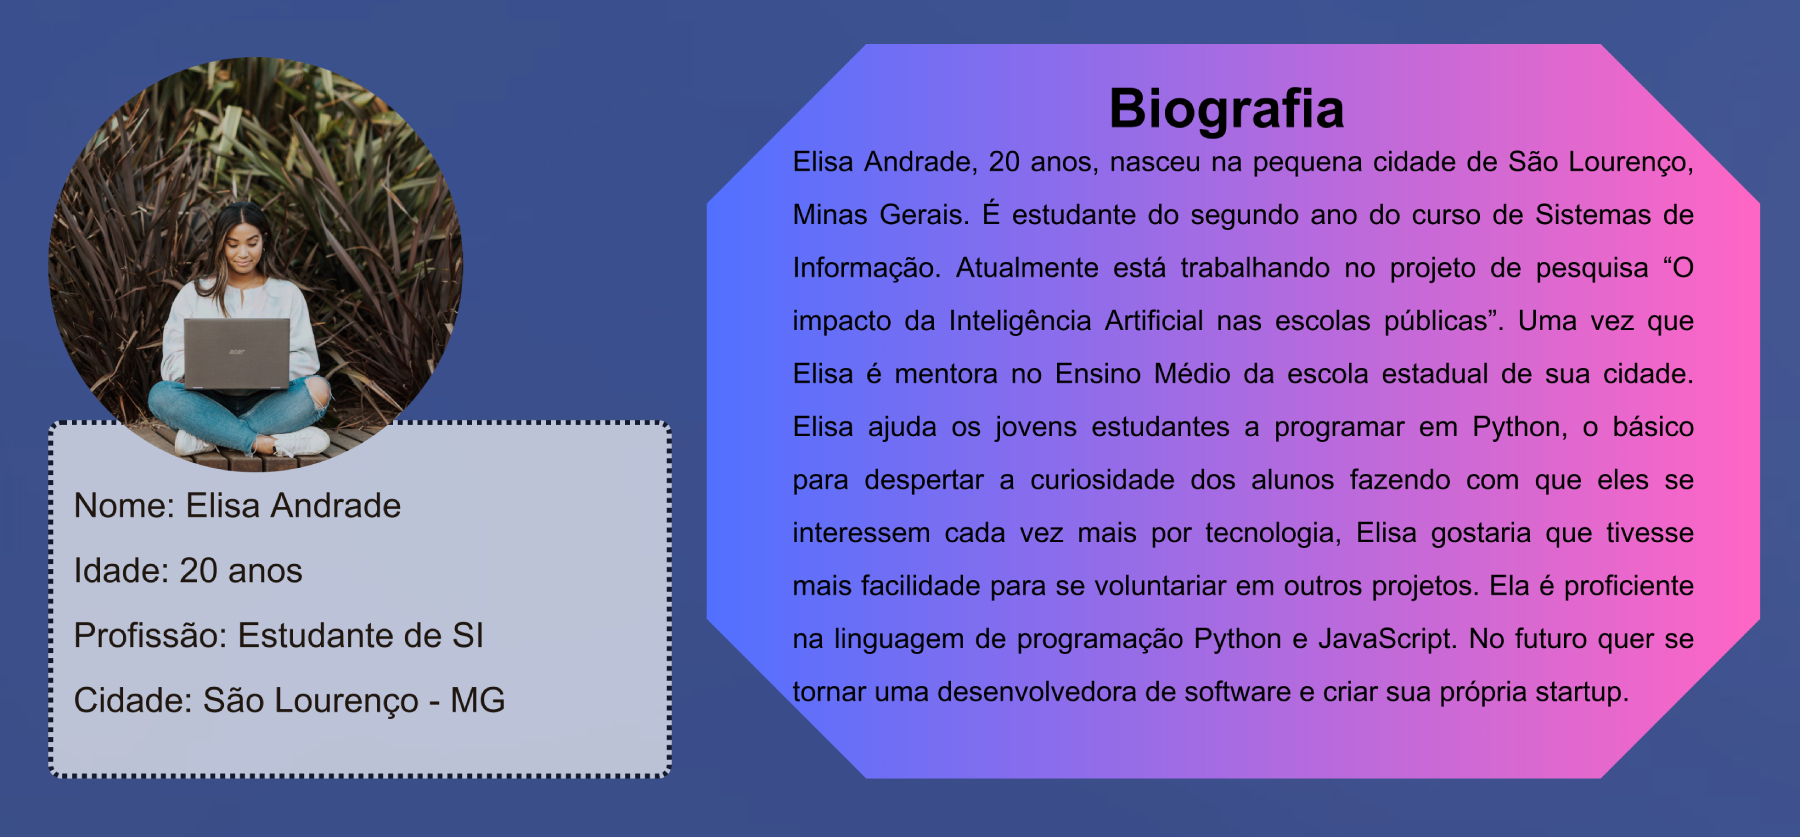 acer
Nome: Elisa Andrade
Idade: 20 anos
Profissão: Estudante de SI
Cidade: São Lourenço - MG
Biografia
Elisa Andrade, 20 anos, nasceu na pequena cidade de São Lourenço,
Minas Gerais. É estudante do segundo ano do curso de Sistemas de
Informação. Atualmente está trabalhando no projeto de pesquisa “O
impacto da Inteligência Artificial nas escolas públicas”. Uma vez que
Elisa é mentora no Ensino Médio da escola estadual de sua cidade.
Elisa ajuda os jovens estudantes a programar em Python, o básico
para despertar a curiosidade dos alunos fazendo com que eles se
interessem cada vez mais por tecnologia, Elisa gostaria que tivesse
mais facilidade para se voluntariar em outros projetos. Ela é proficiente
na linguagem de programação Python e JavaScript. No futuro quer se
tornar uma desenvolvedora de software e criar sua própria startup.